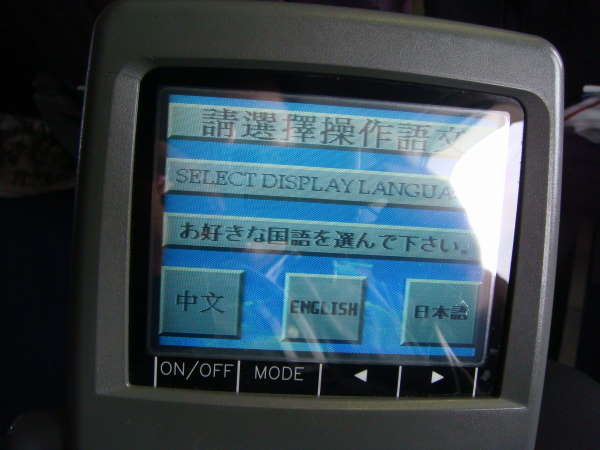 請選擇操作語文
SELECT DISPLAY LANGUA
お好きな国語を選んで下さい。
中文 ENGLISH 日本語
ON/OFF MODE ◀ ▶